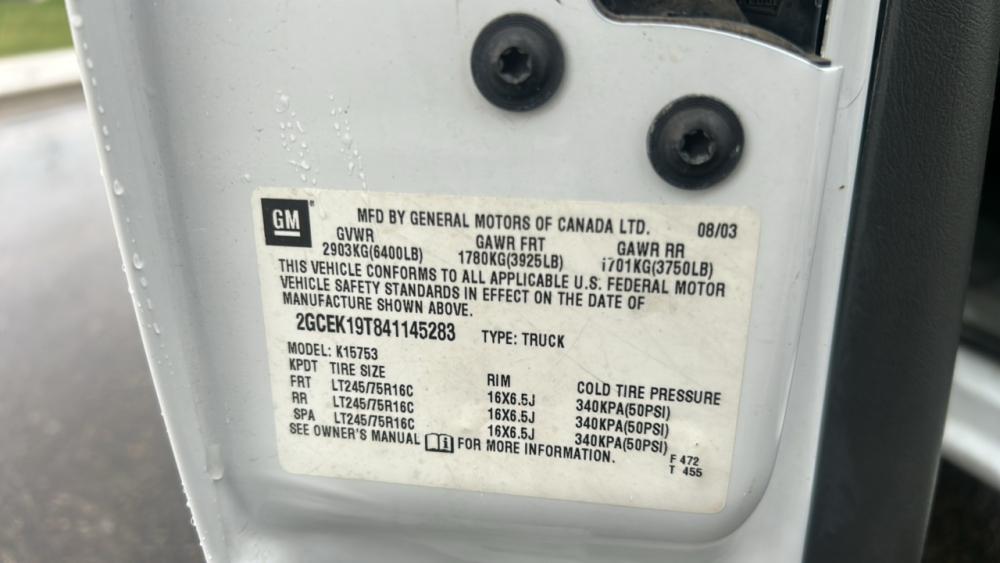 GM® MFD BY GENERAL MOTORS OF CANADA LTD. 08/03
GVWR GAWR FRT GAWR RR
2903KG(6400LB) 1780KG(3925LB) 1701KG(3750LB)
THIS VEHICLE CONFORMS TO ALL APPLICABLE U.S. FEDERAL MOTOR
VEHICLE SAFETY STANDARDS IN EFFECT ON THE DATE OF
MANUFACTURE SHOWN ABOVE.
2GCEK19T841145283 TYPE: TRUCK
MODEL: K15753
KPDT TIRE SIZE RIM COLD TIRE PRESSURE
FRT LT245/75R16C 16X6.5J 340KPA(50PSI)
RR LT245/75R16C 16X6.5J 340KPA(50PSI)
SPA LT245/75R16C 16X6.5J 340KPA(50PSI)
SEE OWNER'S MANUAL FOR MORE INFORMATION.
F 472
T 455